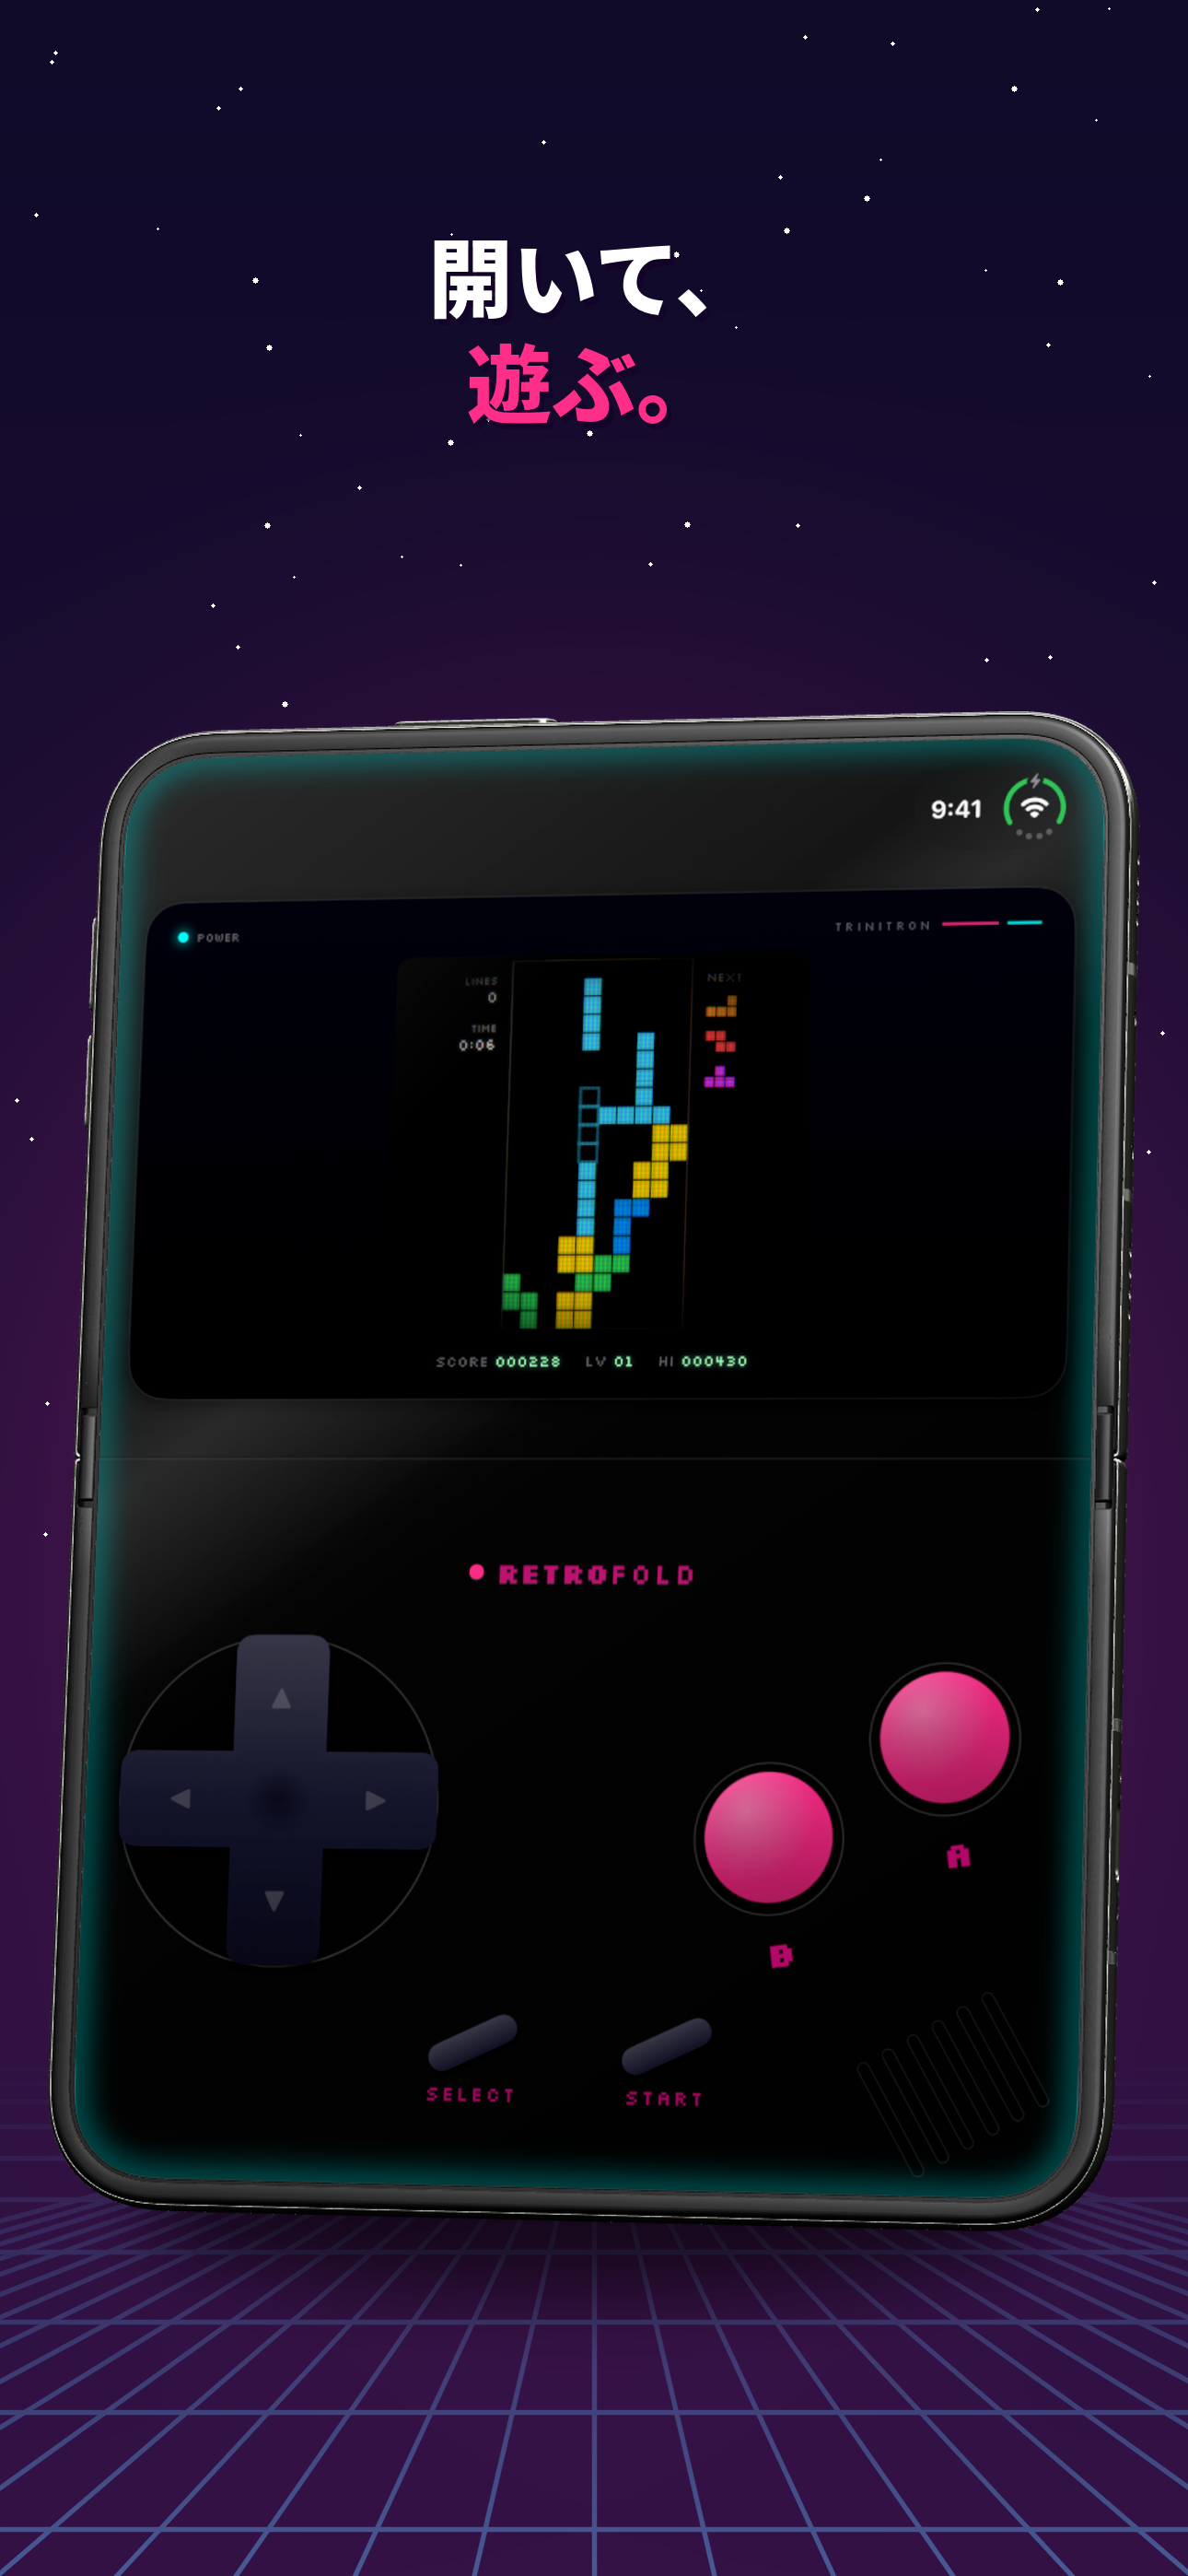 開いて、
遊ぶ。
9:41
POWER
TRINITRON
LINES
0
TIME
0:06
NEXT
SCORE 000228 LV 01 HI 000430
RETROFOLD
A
B
SELECT
START